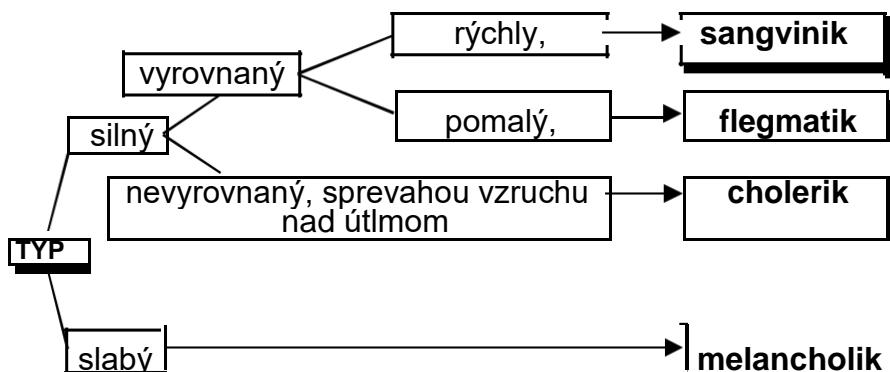 rýchly,
sangvinik
vyrovnaný
pomalý,
flegmatik
silný
nevyrovnaný, sprevahou vzruchu
nad útlmom
cholerik
TYP
slabý
melancholik